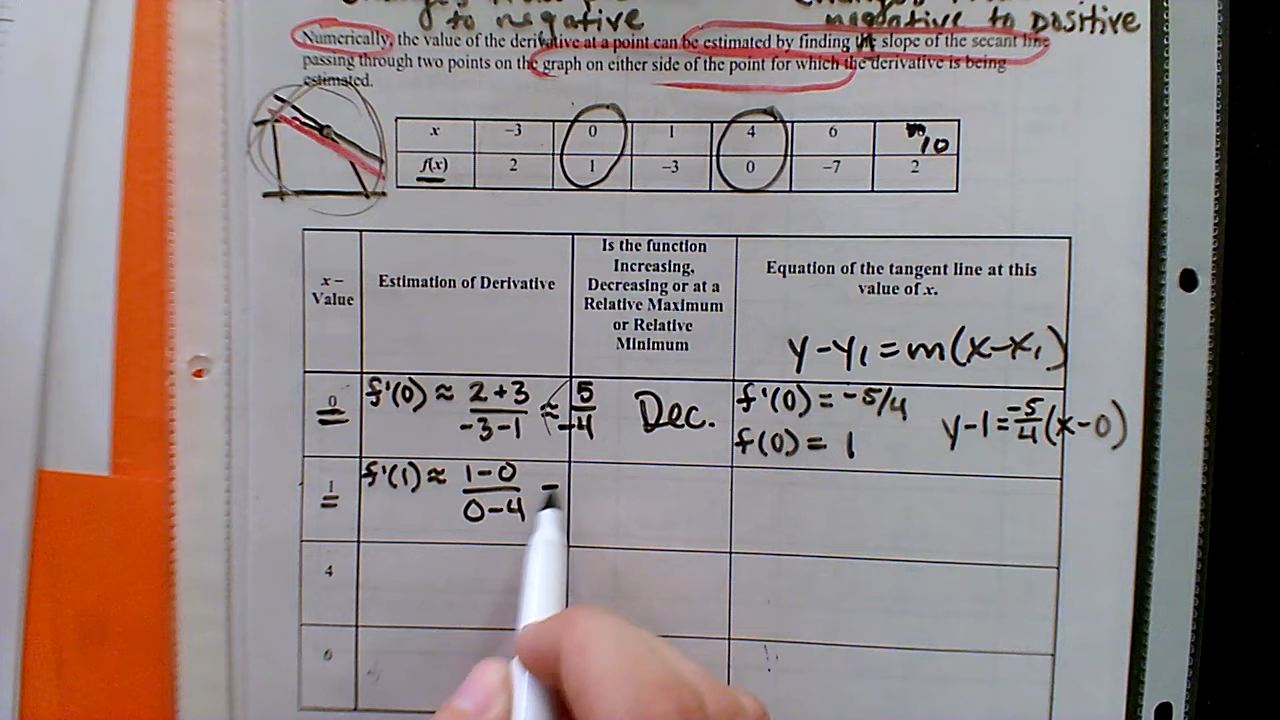 to negative
negative to positive
Numerically, the value of the derivative at a point can be estimated by finding the slope of the secant line
passing through two points on the graph on either side of the point for which the derivative is being
estimated.
x -3 0 1 4 6 10
f(x) 2 1 -3 0 -7 2
x – Value
Estimation of Derivative
Is the function
Increasing,
Decreasing or at a
Relative Maximum
or Relative
Minimum
Equation of the tangent line at this
value of x.
y-y₁=m(x-x₁)
0
f'(0) ≈ 2+3/-3-1 ≈ 5/-4
Dec.
f'(0) = -5/4
f(0) = 1
y-1=-5/4(x-0)
1
f'(1) ≈ 1-0/0-4 =
4
6